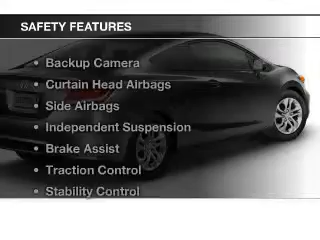 SAFETY FEATURES
• Backup Camera
• Curtain Head Airbags
• Side Airbags
• Independent Suspension
• Brake Assist
• Traction Control
• Stability Control